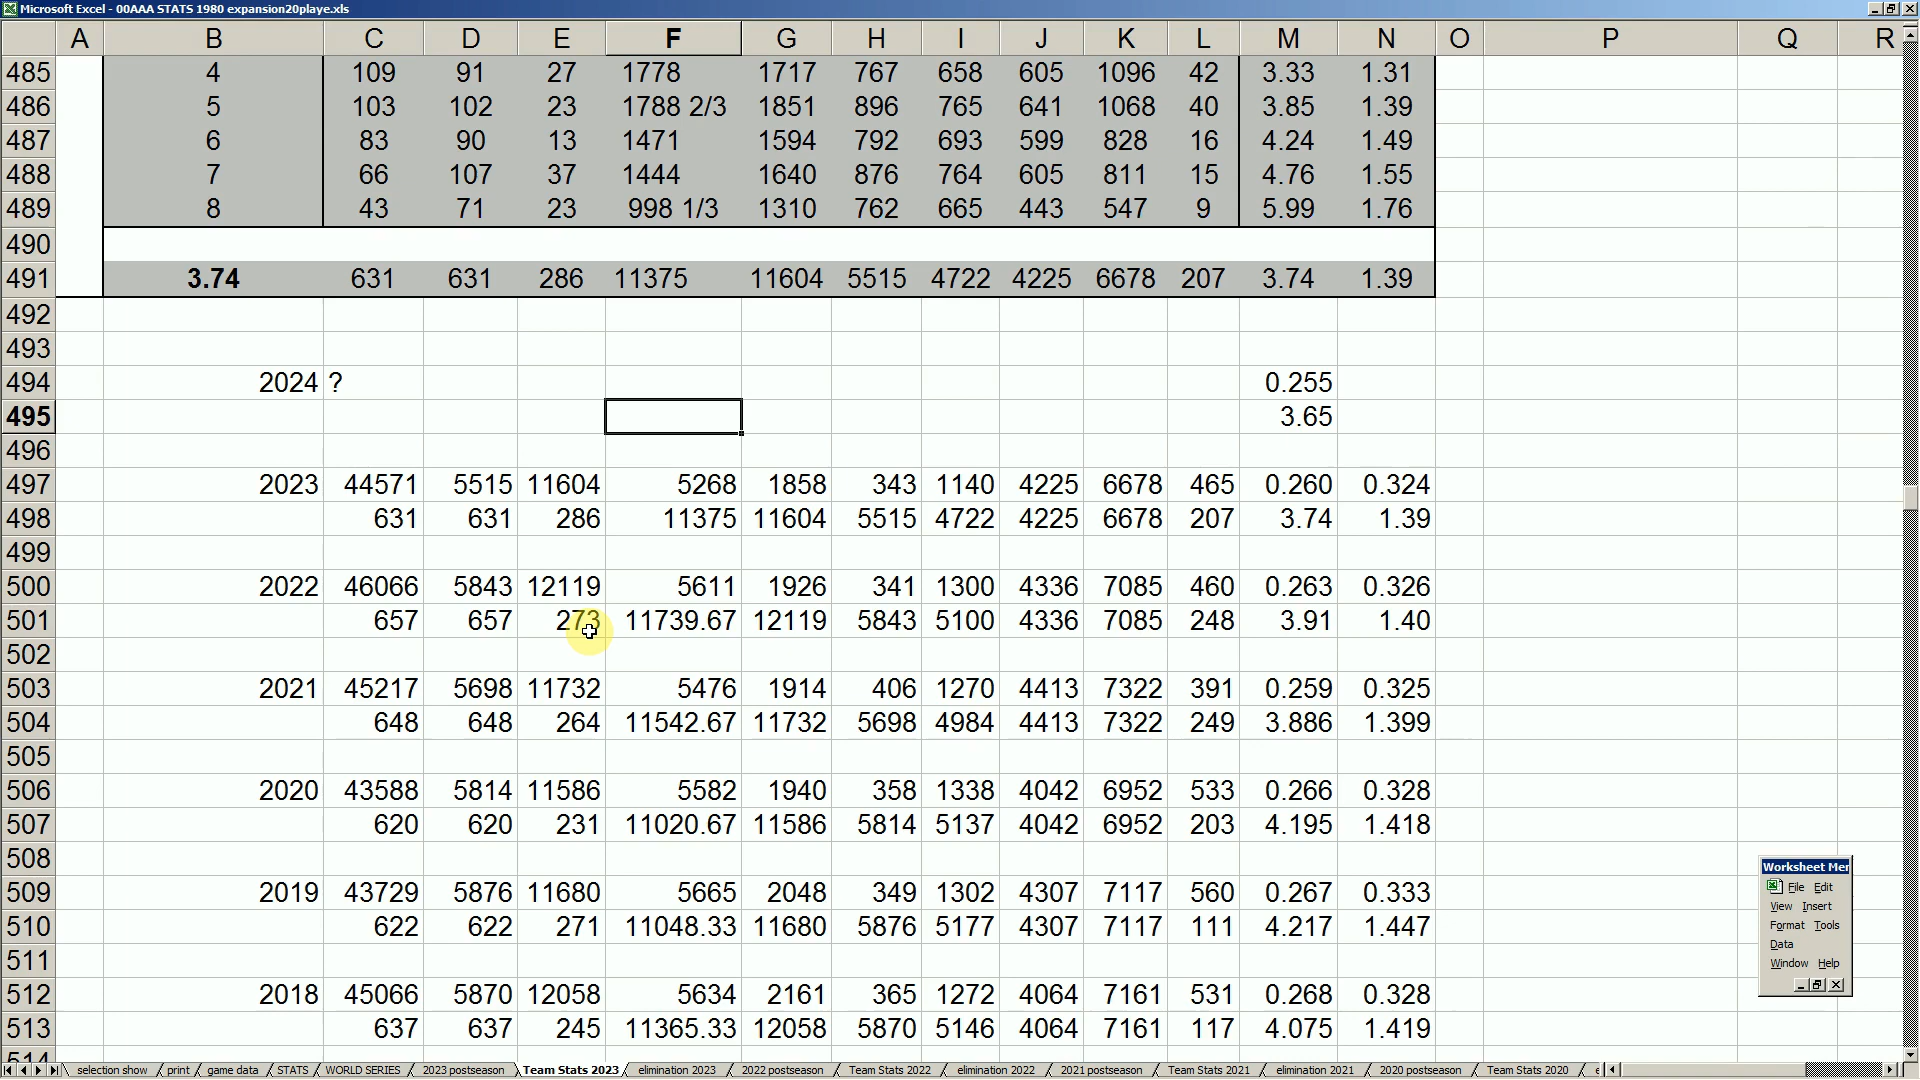 Microsoft Excel - 00AAA STATS 1980 expansion20playe.xls
A B C D E F G H I J K L M N O P Q R
485 4 109 91 27 1778 1717 767 658 605 1096 42 3.33 1.31
486 5 103 102 23 1788 2/3 1851 896 765 641 1068 40 3.85 1.39
487 6 83 90 13 1471 1594 792 693 599 828 16 4.24 1.49
488 7 66 107 37 1444 1640 876 764 605 811 15 4.76 1.55
489 8 43 71 23 998 1/3 1310 762 665 443 547 9 5.99 1.76
490
491 3.74 631 631 286 11375 11604 5515 4722 4225 6678 207 3.74 1.39
492
493
494 2024 ? 0.255
495 3.65
496
497 2023 44571 5515 11604 5268 1858 343 1140 4225 6678 465 0.260 0.324
498 631 631 286 11375 11604 5515 4722 4225 6678 207 3.74 1.39
499
500 2022 46066 5843 12119 5611 1926 341 1300 4336 7085 460 0.263 0.326
501 657 657 273 11739.67 12119 5843 5100 4336 7085 248 3.91 1.40
502
503 2021 45217 5698 11732 5476 1914 406 1270 4413 7322 391 0.259 0.325
504 648 648 264 11542.67 11732 5698 4984 4413 7322 249 3.886 1.399
505
506 2020 43588 5814 11586 5582 1940 358 1338 4042 6952 533 0.266 0.328
507 620 620 231 11020.67 11586 5814 5137 4042 6952 203 4.195 1.418
508
509 2019 43729 5876 11680 5665 2048 349 1302 4307 7117 560 0.267 0.333
510 622 622 271 11048.33 11680 5876 5177 4307 7117 111 4.217 1.447
511
512 2018 45066 5870 12058 5634 2161 365 1272 4064 7161 531 0.268 0.328
513 637 637 245 11365.33 12058 5870 5146 4064 7161 117 4.075 1.419
514
Worksheet Mer
File Edit
View Insert
Format Tools
Data
Window Help
selection show print game data STATS WORLD SERIES 2023 postseason Team Stats 2023 elimination 2023 2022 postseason Team Stats 2022 elimination 2022 2021 postseason Team Stats 2021 elimination 2021 2020 postseason Team Stats 2020